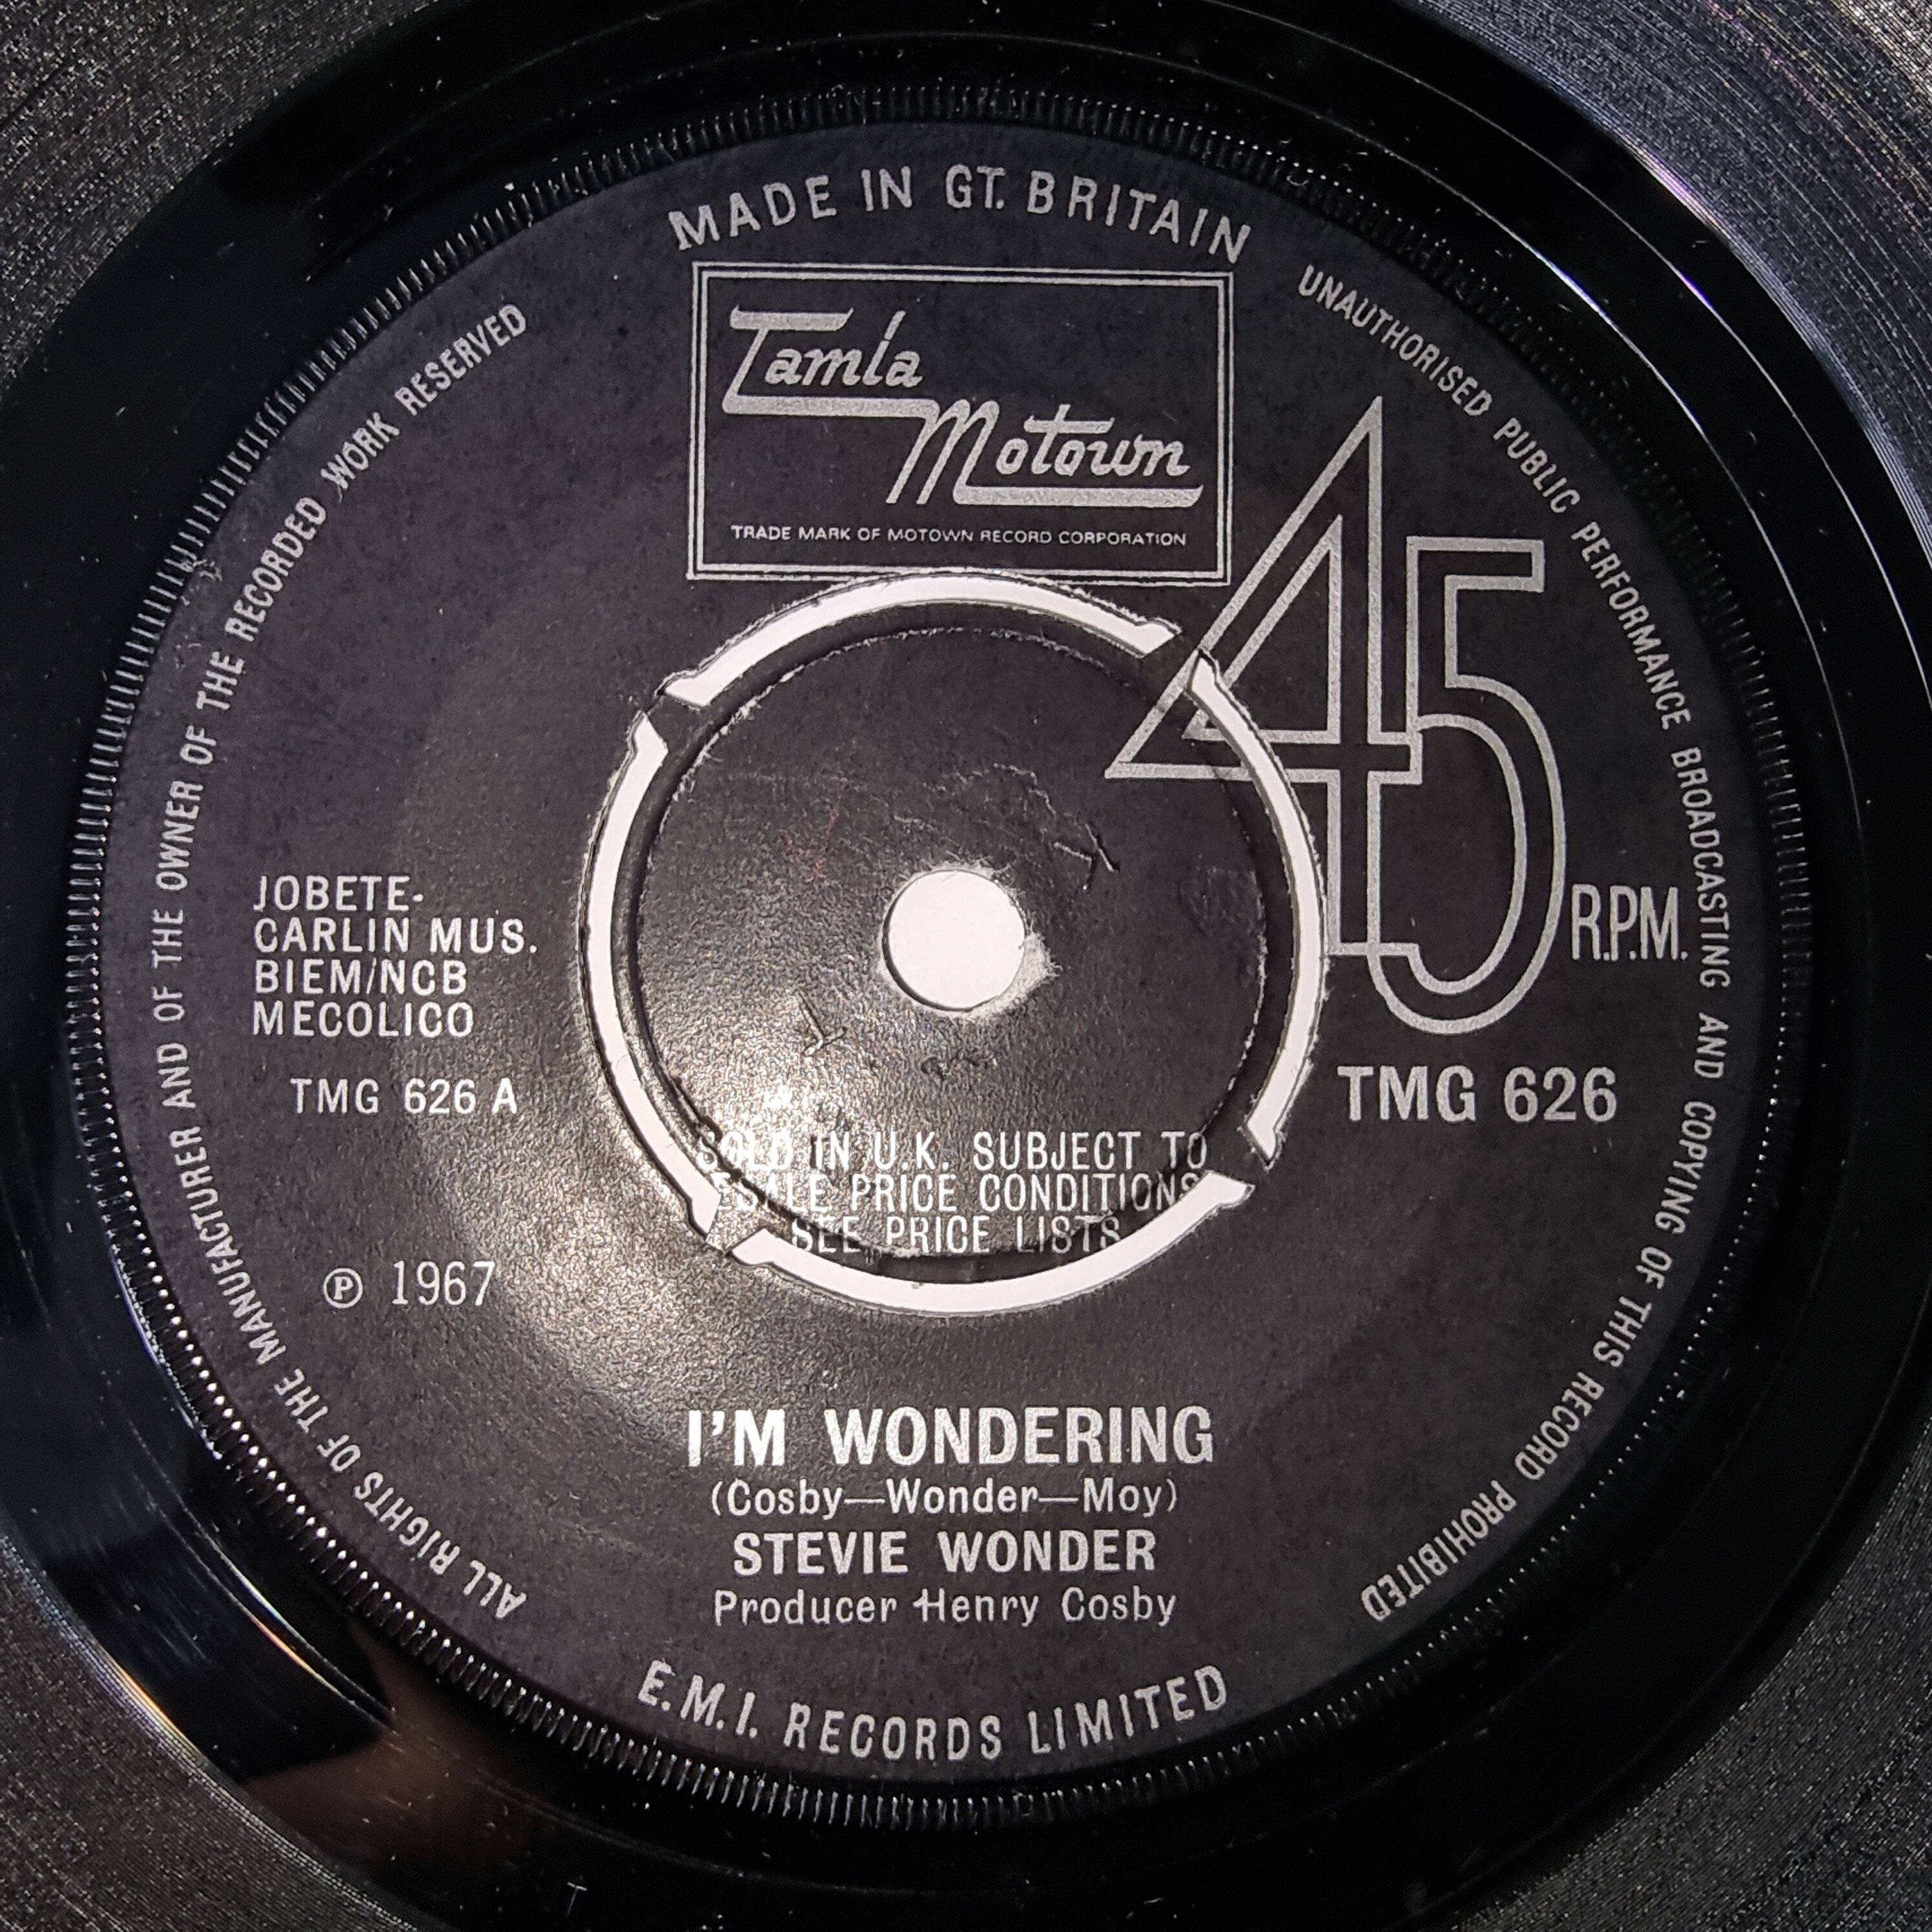 MADE IN GT. BRITAIN
UNAUTHORISED PUBLIC PERFORMANCE BROADCASTING AND COPYING OF THIS RECORD PROHIBITED
ALL RIGHTS OF THE MANUFACTURER AND OF THE OWNER OF THE RECORDED WORK RESERVED
Tamla
Motown
TRADE MARK OF MOTOWN RECORD CORPORATION
45
R.P.M.
JOBETE-
CARLIN MUS.
BIEM/NCB
MECOLICO
TMG 626 A
TMG 626
SOLD IN U.K. SUBJECT TO
ESALE PRICE CONDITIONS
SEE PRICE LISTS
℗ 1967
I'M WONDERING
(Cosby—Wonder—Moy)
STEVIE WONDER
Producer Henry Cosby
E.M.I. RECORDS LIMITED